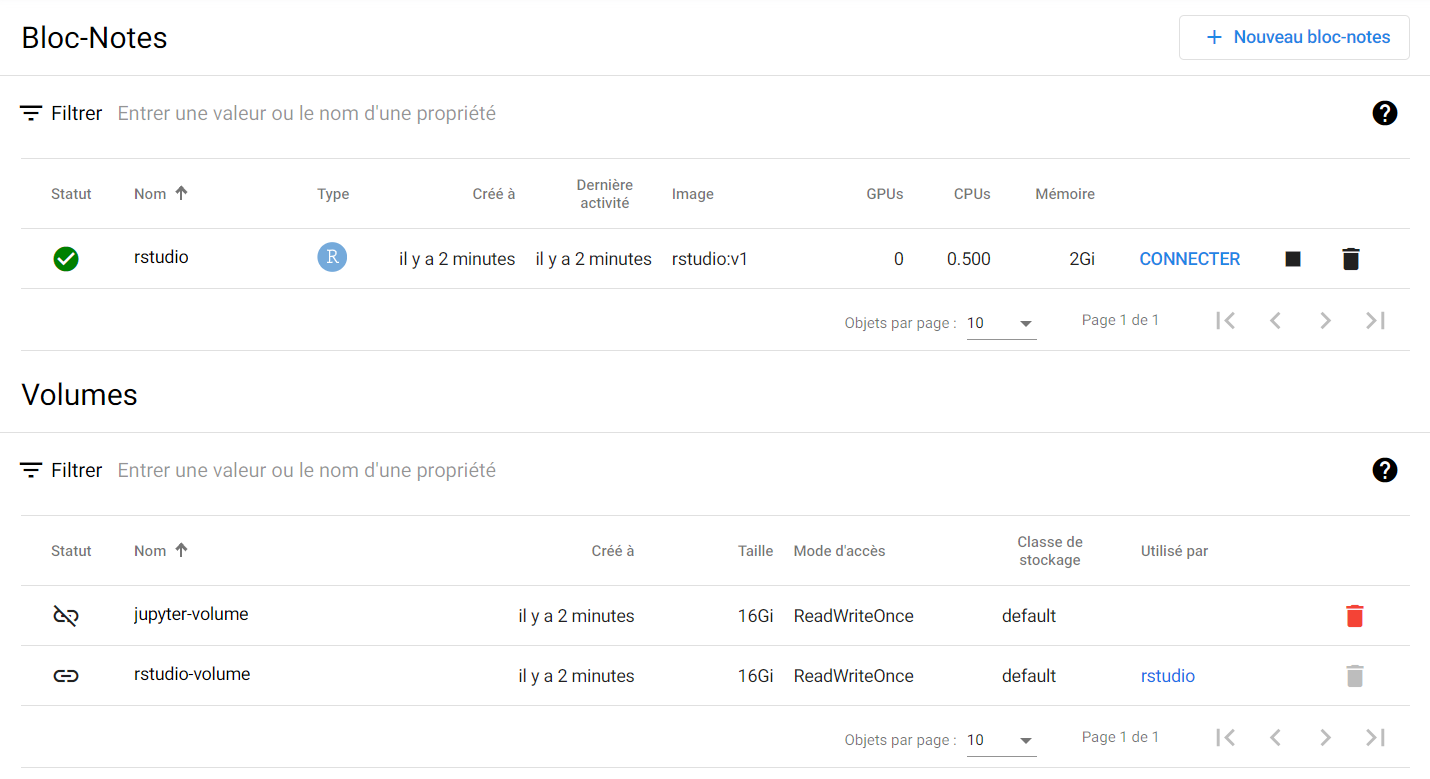 Bloc-Notes
+ Nouveau bloc-notes
Filtrer Entrer une valeur ou le nom d'une propriété
Statut Nom Type Créé à Dernière activité Image GPUs CPUs Mémoire
rstudio R il y a 2 minutes il y a 2 minutes rstudio:v1 0 0.500 2Gi CONNECTER
Objets par page : 10 Page 1 de 1
Volumes
Filtrer Entrer une valeur ou le nom d'une propriété
Statut Nom Créé à Taille Mode d'accès Classe de stockage Utilisé par
jupyter-volume il y a 2 minutes 16Gi ReadWriteOnce default
rstudio-volume il y a 2 minutes 16Gi ReadWriteOnce default rstudio
Objets par page : 10 Page 1 de 1